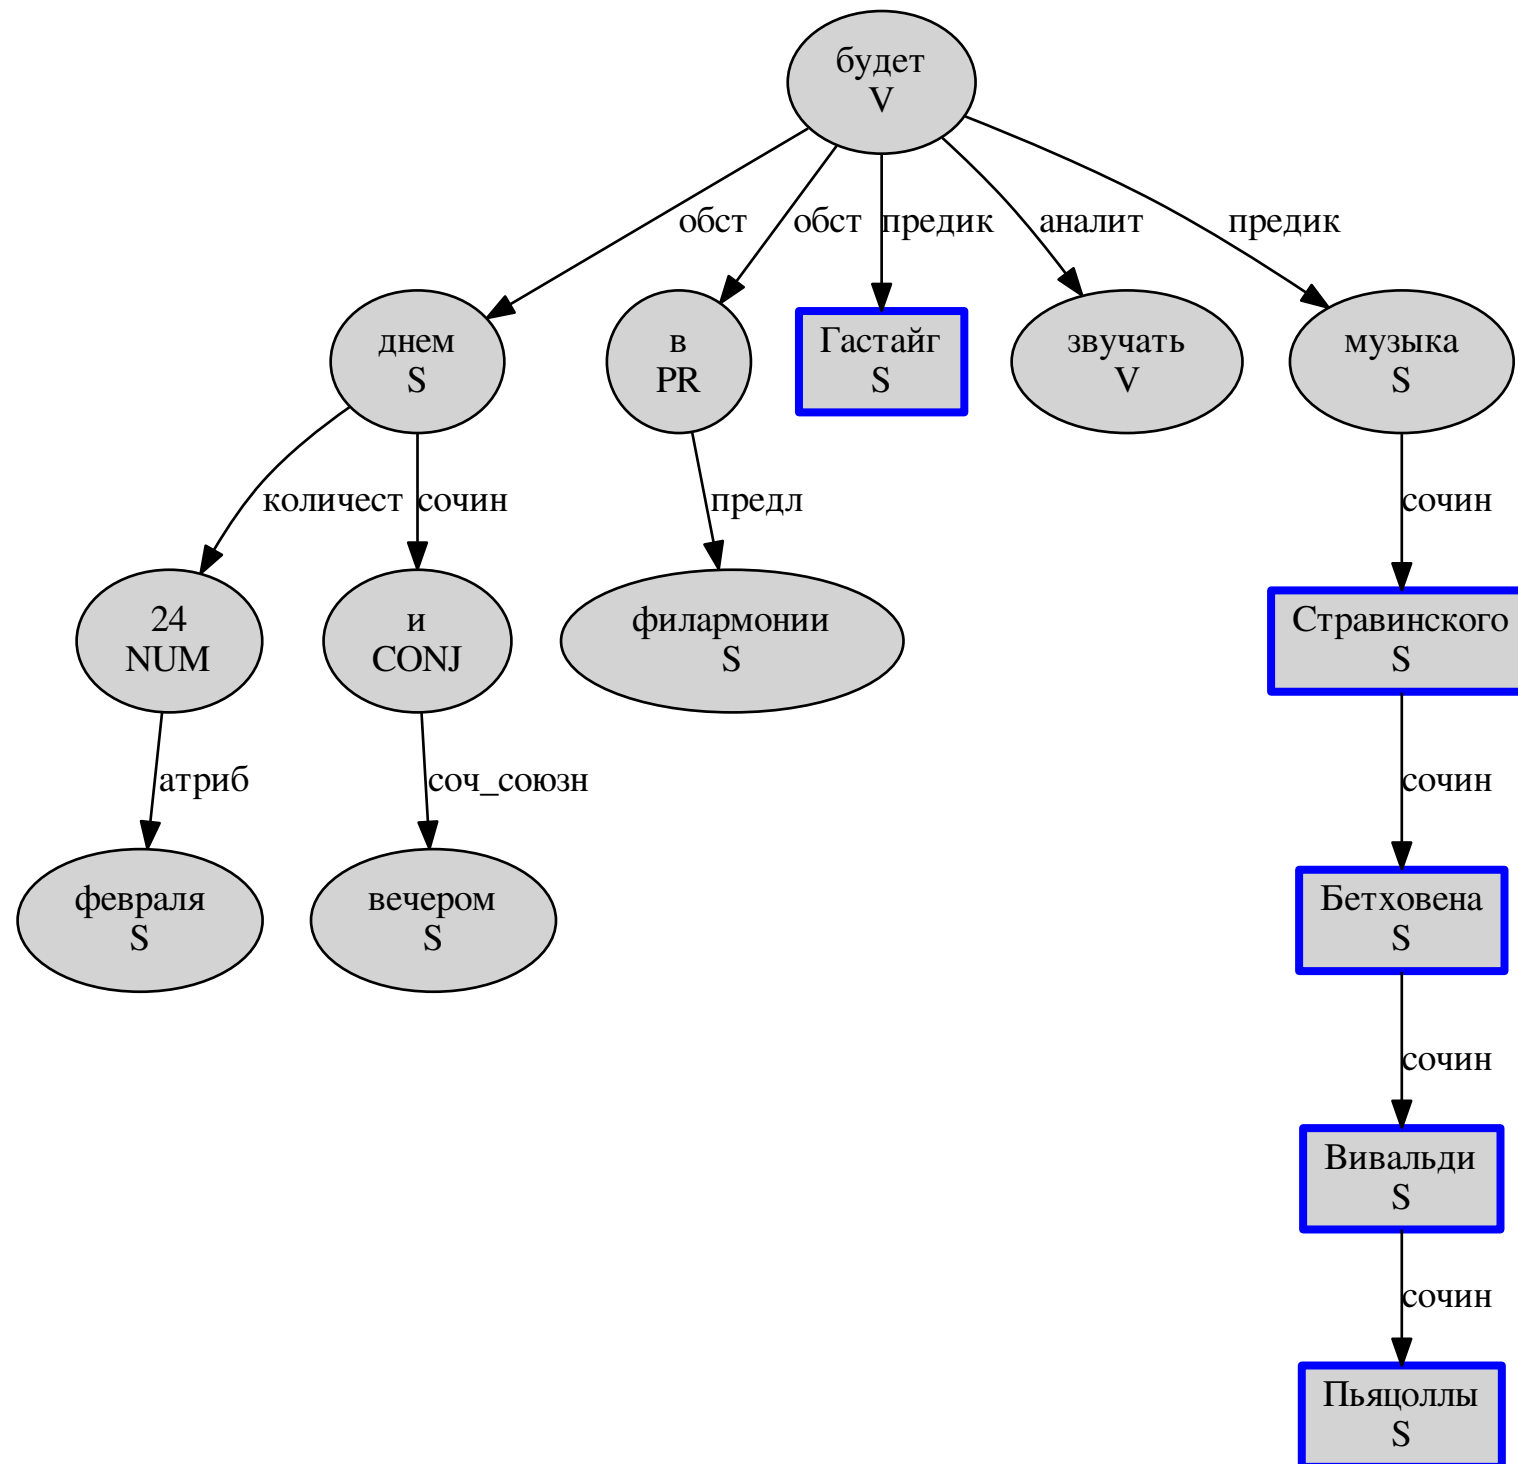 будет
V
обст
обст
предик
аналит
предик
днем
S
в
PR
Гастайг
S
звучать
V
музыка
S
количест
сочин
предл
сочин
24
NUM
и
CONJ
филармонии
S
Стравинского
S
атриб
соч_союзн
сочин
февраля
S
вечером
S
Бетховена
S
сочин
Вивальди
S
сочин
Пьяцоллы
S